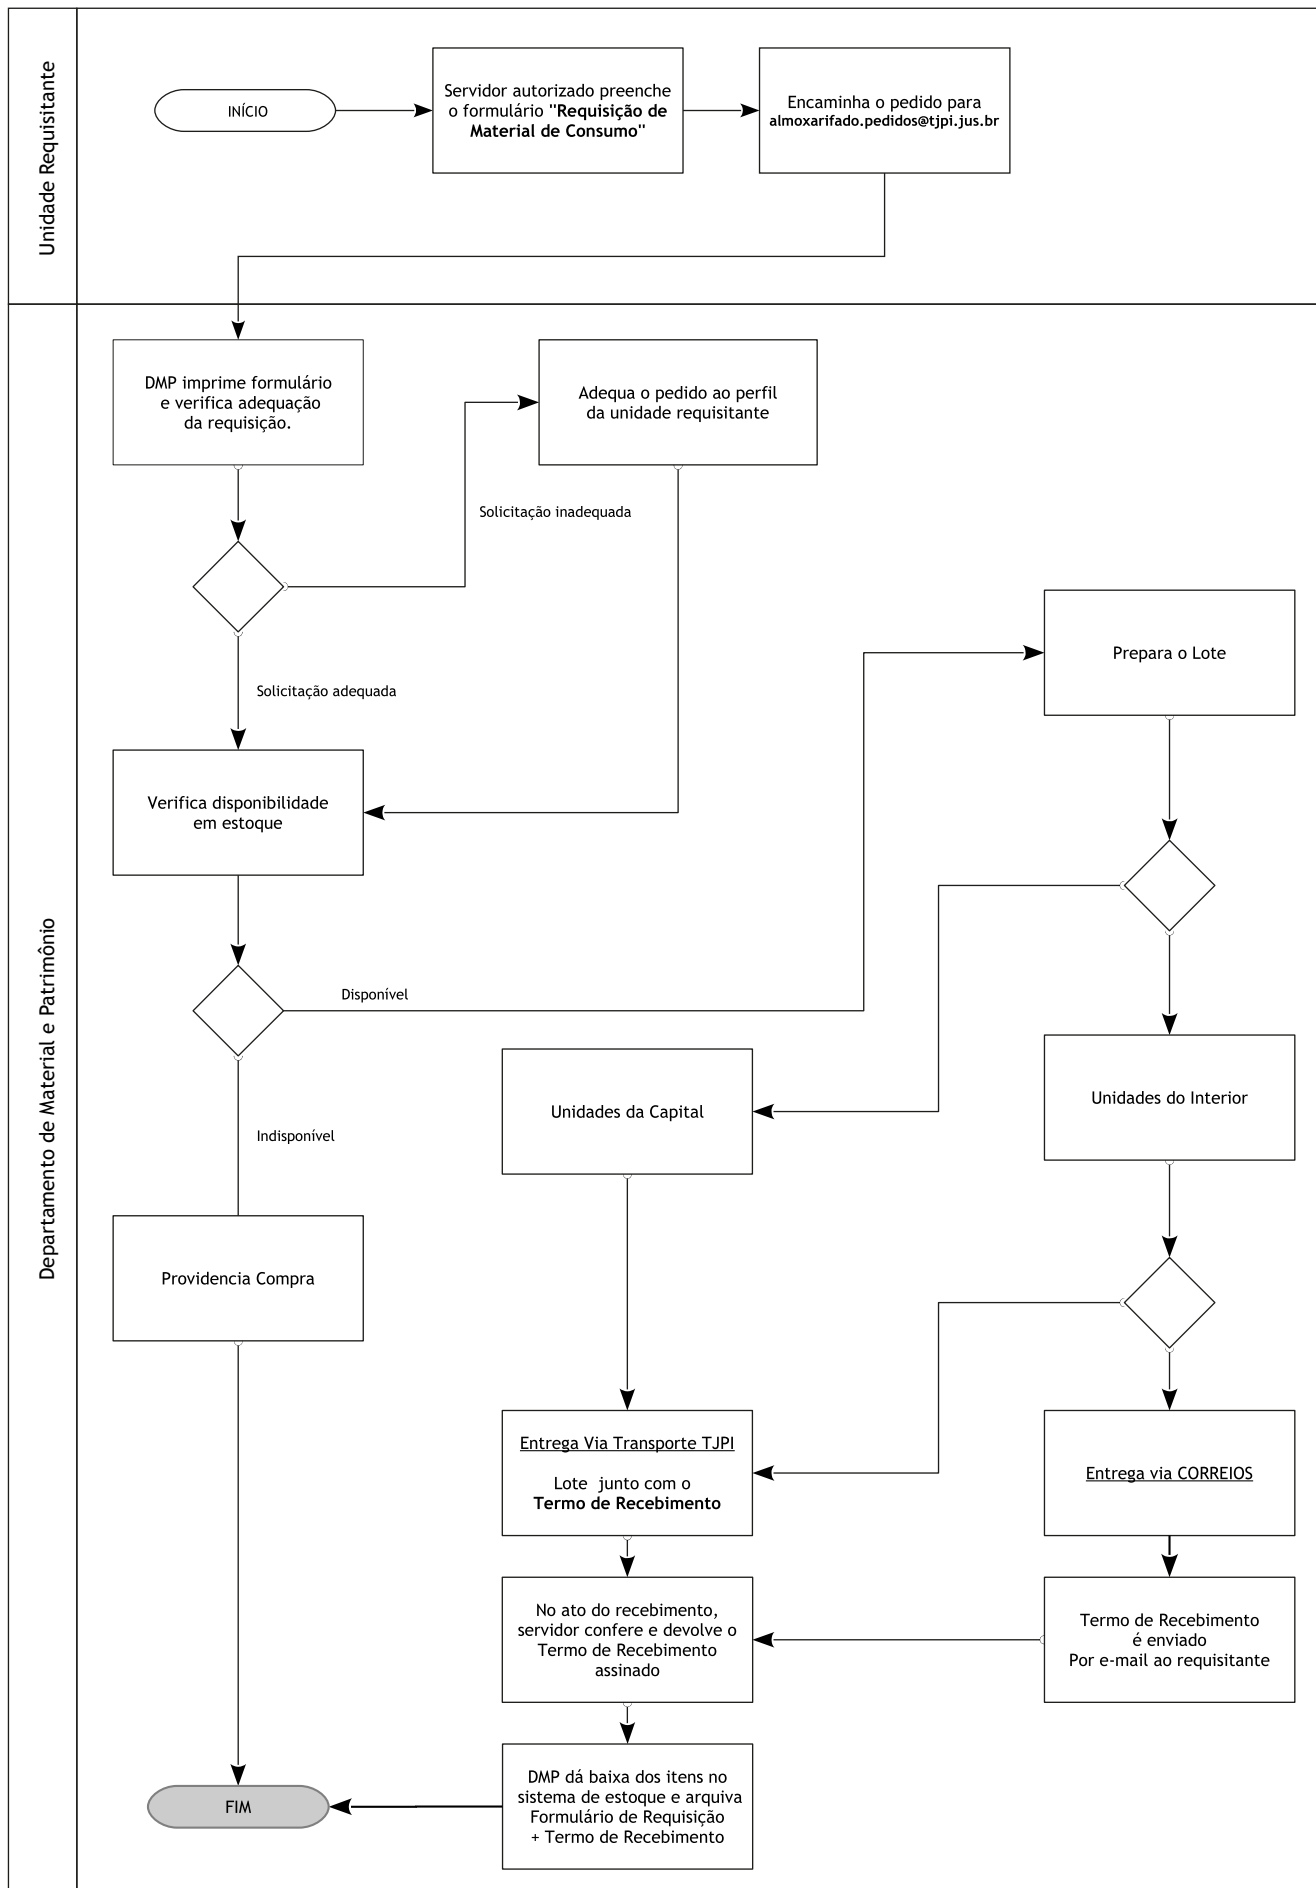 Unidade Requisitante
INÍCIO
Servidor autorizado preenche
o formulário "Requisição de
Material de Consumo"
Encaminha o pedido para
almoxarifado.pedidos@tjpi.jus.br
Departamento de Material e Patrimônio
DMP imprime formulário
e verifica adequação
da requisição.
Adequa o pedido ao perfil
da unidade requisitante
Solicitação inadequada
Solicitação adequada
Prepara o Lote
Verifica disponibilidade
em estoque
Disponível
Indisponível
Unidades da Capital
Unidades do Interior
Providencia Compra
Entrega Via Transporte TJPI
Lote junto com o
Termo de Recebimento
Entrega via CORREIOS
No ato do recebimento,
servidor confere e devolve o
Termo de Recebimento
assinado
Termo de Recebimento
é enviado
Por e-mail ao requisitante
DMP dá baixa dos itens no
sistema de estoque e arquiva
Formulário de Requisição
+ Termo de Recebimento
FIM